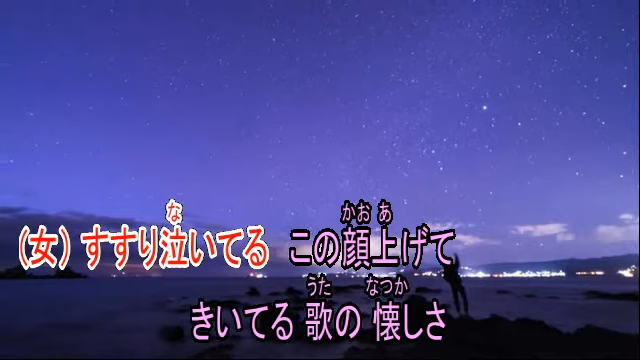 な かお あ
(女) すすり泣いてる この顔上げて
うた なつか
きいてる 歌の 懐しさ